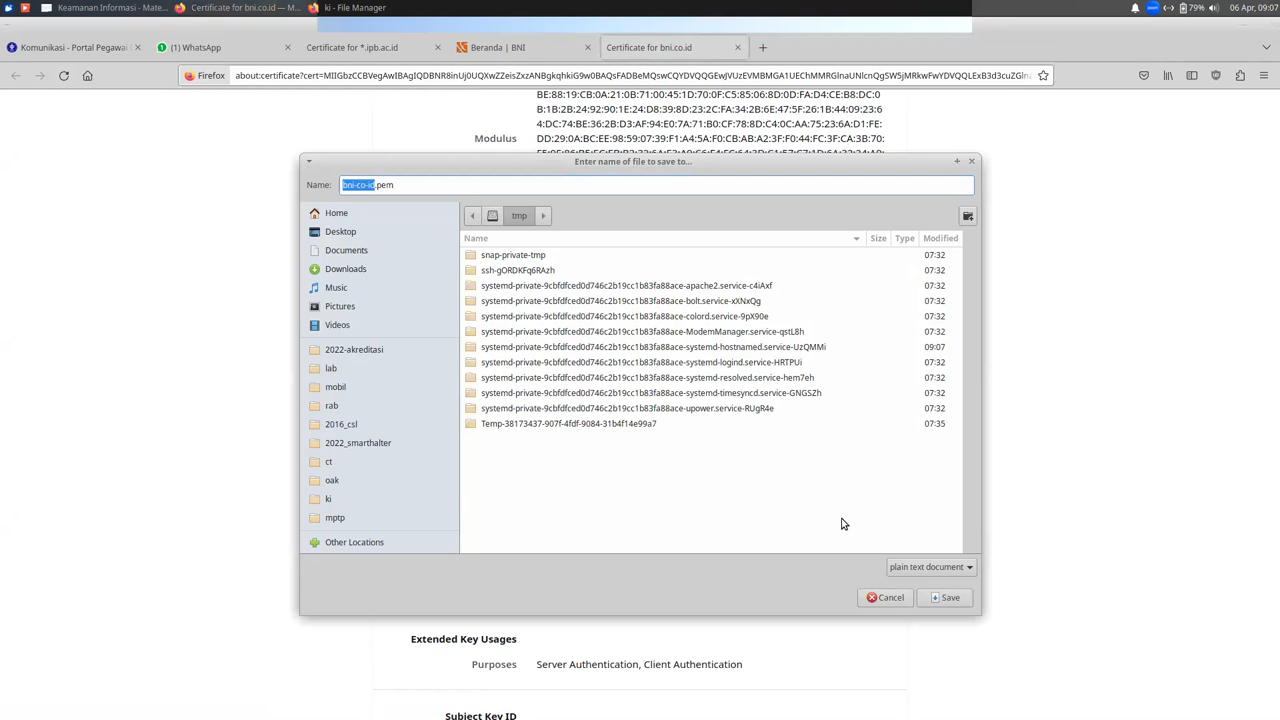 Keamanan Informasi - Mate...
Certificate for bni.co.id — M...
ki - File Manager
79%
06 Apr, 09:07
Komunikasi - Portal Pegawai
(1) WhatsApp
Certificate for *.ipb.ac.id
Beranda | BNI
Certificate for bni.co.id
Firefox
about:certificate?cert=MIIGbzCCBVegAwIBAgIQDBNR8inUj0UQXwZZeisZxzANBgkqhkiG9w0BAQsFADBeMQswCQYDVQQGEwJVUzEVMBMGA1UEChMMRGlnaUNlcnQgSW5jMRkwFwYDVQQLExB3d3cuZGlna
BE:88:19:CB:0A:21:0B:71:00:45:1D:70:0F:C5:85:06:8D:0D:FA:D4:CE:B8:DC:0
B:1B:2B:24:92:90:1E:24:D8:39:8D:23:2C:FA:34:2B:6E:47:5F:26:1B:44:09:23:6
4:DC:74:BE:36:2B:D3:AF:94:E0:7A:71:B0:CF:78:8D:C4:0C:AA:75:23:6A:D1:FE:
Modulus
DD:29:0A:BC:EE:98:59:07:39:F1:A4:5A:F0:CB:AB:A2:3F:F0:44:FC:3F:CA:3B:70:
Enter name of file to save to...
Name:
bni-co-id.pem
Home
tmp
Desktop
Name
Size
Type
Modified
Documents
snap-private-tmp
07:32
Downloads
ssh-gORDKFq6RAzh
07:32
Music
systemd-private-9cbfdfced0d746c2b19cc1b83fa88ace-apache2.service-c4iAxf
07:32
Pictures
systemd-private-9cbfdfced0d746c2b19cc1b83fa88ace-bolt.service-xXNxQg
07:32
Videos
systemd-private-9cbfdfced0d746c2b19cc1b83fa88ace-colord.service-9pX90e
07:32
systemd-private-9cbfdfced0d746c2b19cc1b83fa88ace-ModemManager.service-qstL8h
07:32
2022-akreditasi
systemd-private-9cbfdfced0d746c2b19cc1b83fa88ace-systemd-hostnamed.service-UzQMMi
09:07
lab
systemd-private-9cbfdfced0d746c2b19cc1b83fa88ace-systemd-logind.service-HRTPUi
07:32
mobil
systemd-private-9cbfdfced0d746c2b19cc1b83fa88ace-systemd-resolved.service-hem7eh
07:32
rab
systemd-private-9cbfdfced0d746c2b19cc1b83fa88ace-systemd-timesyncd.service-GNGSZh
07:32
2016_csl
systemd-private-9cbfdfced0d746c2b19cc1b83fa88ace-upower.service-RUgR4e
07:32
2022_smarthalter
Temp-38173437-907f-4fdf-9084-31b4f14e99a7
07:35
ct
oak
ki
mptp
Other Locations
plain text document
Cancel
Save
Extended Key Usages
Purposes
Server Authentication, Client Authentication
Subject Key ID